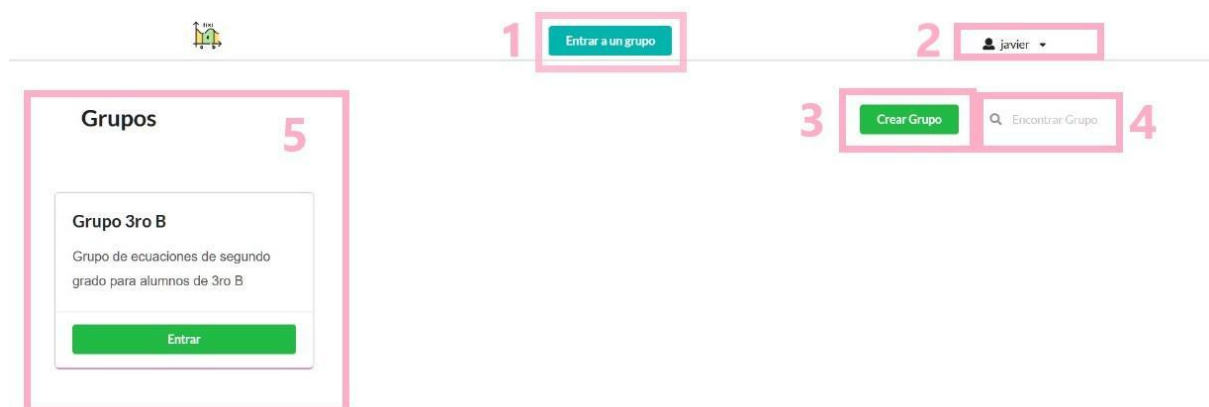 1
Entrar a un grupo
2
javier
Grupos
5
3
Crear Grupo
Encontrar Grupo
4
Grupo 3ro B
Grupo de ecuaciones de segundo
grado para alumnos de 3ro B
Entrar